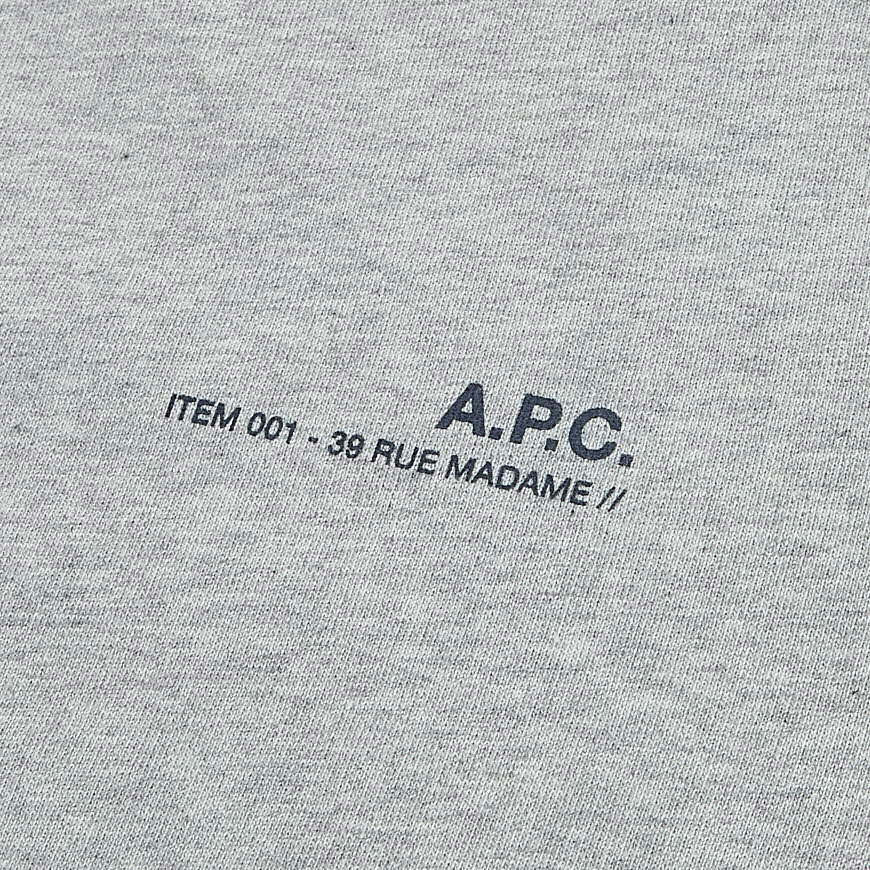 A.P.C.
ITEM 001 - 39 RUE MADAME //